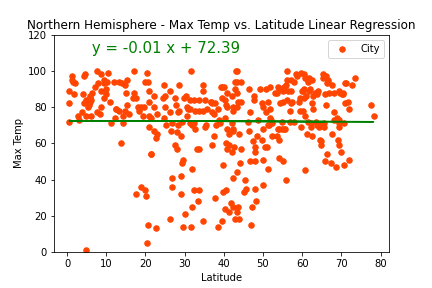 Northern Hemisphere - Max Temp vs. Latitude Linear Regression
y = -0.01 x + 72.39
City
120
100
80
60
40
20
0
Max Temp
0 10 20 30 40 50 60 70 80
Latitude